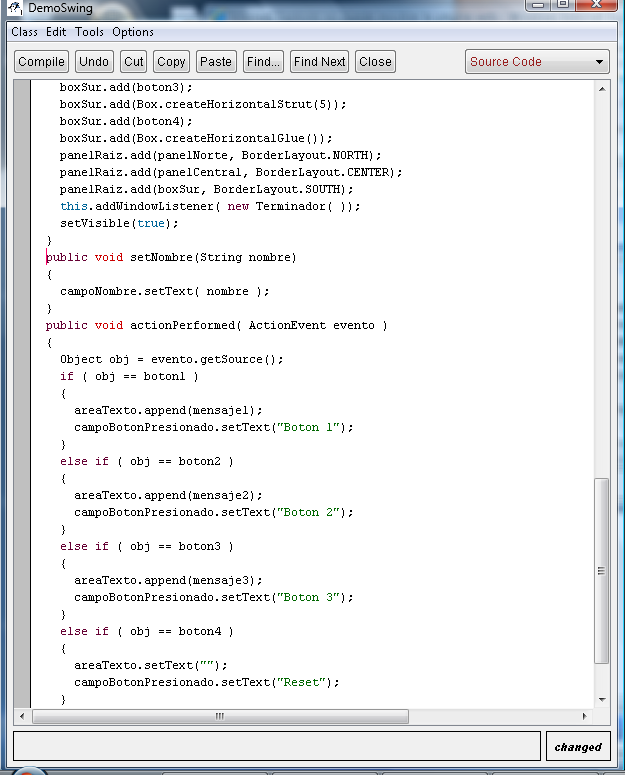 DemoSwing
Class Edit Tools Options
Compile Undo Cut Copy Paste Find... Find Next Close Source Code
boxSur.add(boton3);
boxSur.add(Box.createHorizontalStrut(5));
boxSur.add(boton4);
boxSur.add(Box.createHorizontalGlue());
panelRaiz.add(panelNorte, BorderLayout.NORTH);
panelRaiz.add(panelCentral, BorderLayout.CENTER);
panelRaiz.add(boxSur, BorderLayout.SOUTH);
this.addWindowListener( new Terminador( ));
setVisible(true);
}
public void setNombre(String nombre)
{
campoNombre.setText( nombre );
}
public void actionPerformed( ActionEvent evento )
{
Object obj = evento.getSource();
if ( obj == boton1 )
{
areaTexto.append(mensaje1);
campoBotonPresionado.setText("Boton 1");
}
else if ( obj == boton2 )
{
areaTexto.append(mensaje2);
campoBotonPresionado.setText("Boton 2");
}
else if ( obj == boton3 )
{
areaTexto.append(mensaje3);
campoBotonPresionado.setText("Boton 3");
}
else if ( obj == boton4 )
{
areaTexto.setText("");
campoBotonPresionado.setText("Reset");
}
changed